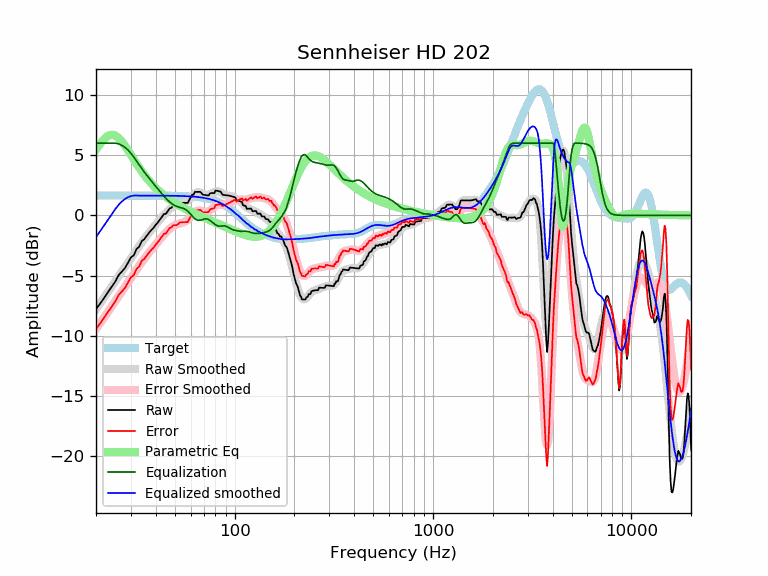 Sennheiser HD 202
Amplitude (dBr)
10
5
0
−5
−10
−15
−20
Target
Raw Smoothed
Error Smoothed
Raw
Error
Parametric Eq
Equalization
Equalized smoothed
100
1000
10000
Frequency (Hz)